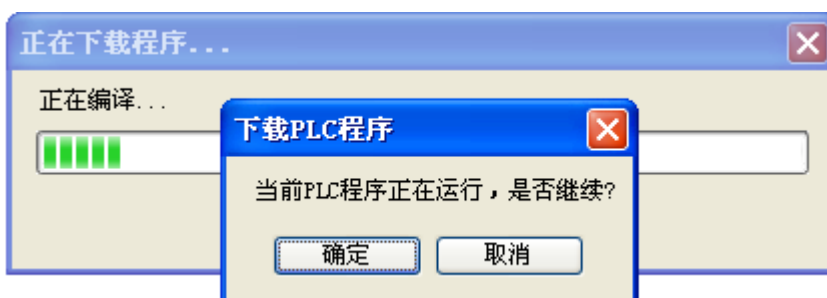 正在下载程序...
正在编译...
下载PLC程序
当前PLC程序正在运行，是否继续?
确定
取消